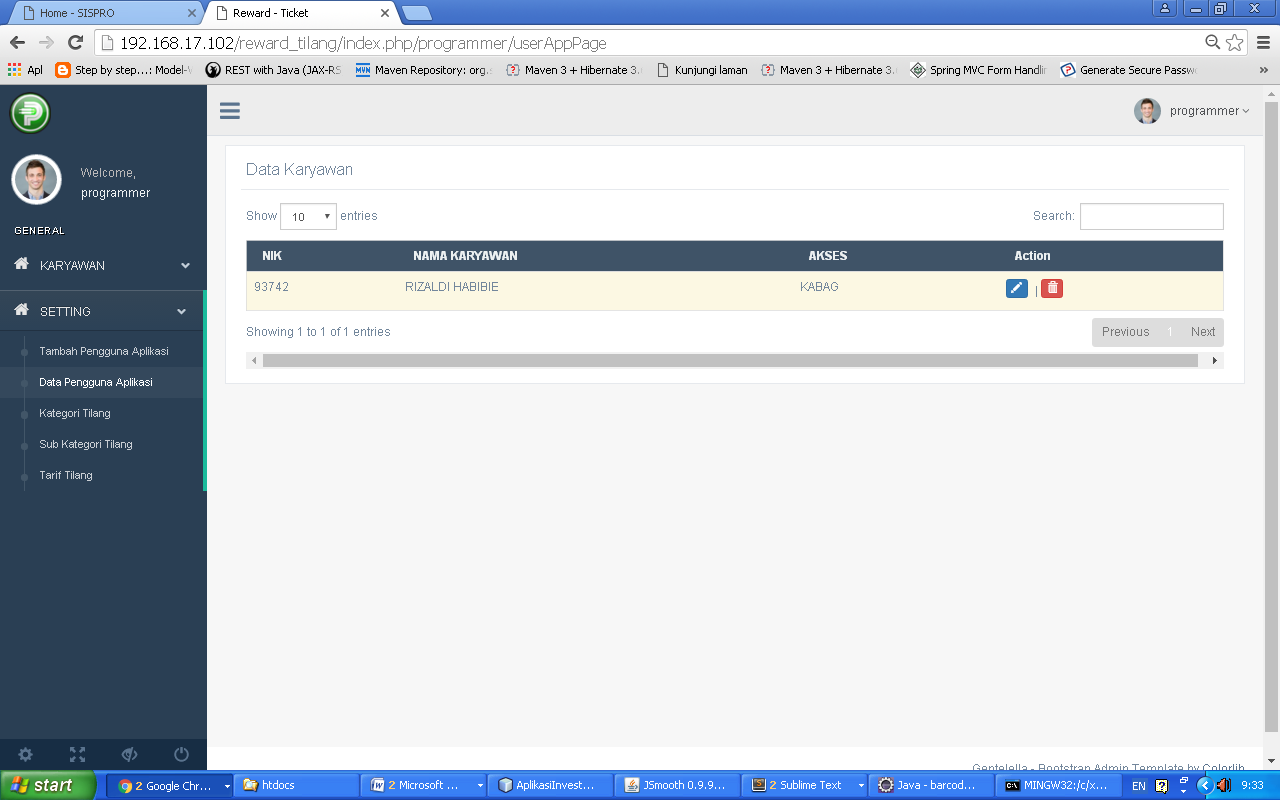 Home - SISPRO
Reward - Ticket
192.168.17.102/reward_tilang/index.php/programmer/userAppPage
Apl
Step by step...: Model-
REST with Java (JAX-RS
Maven Repository: org.
Maven 3 + Hibernate 3.
Kunjungi laman
Maven 3 + Hibernate 3.
Spring MVC Form Handlin
Generate Secure Passw
»
programmer
Welcome,
programmer
GENERAL
KARYAWAN
SETTING
Tambah Pengguna Aplikasi
Data Pengguna Aplikasi
Kategori Tilang
Sub Kategori Tilang
Tarif Tilang
Data Karyawan
Show 10 entries
Search:
NIK NAMA KARYAWAN AKSES Action
93742 RIZALDI HABIBIE KABAG |
Showing 1 to 1 of 1 entries
Previous 1 Next
Gentelella - Bootstrap Admin Template by Colorlib
start
2 Google Chr...
htdocs
2 Microsoft ...
AplikasiInvest...
JSmooth 0.9.9...
2 Sublime Text
Java - barcod...
MINGW32:/c/x...
EN
9:33